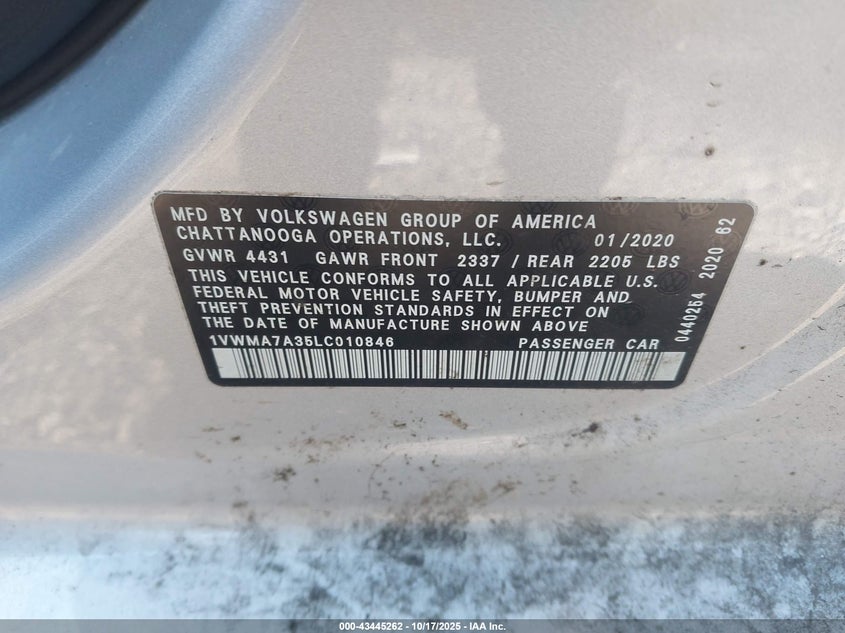 MFD BY VOLKSWAGEN GROUP OF AMERICA
CHATTANOOGA OPERATIONS, LLC. 01/2020
GVWR 4431 GAWR FRONT 2337 / REAR 2205 LBS
THIS VEHICLE CONFORMS TO ALL APPLICABLE U.S.
FEDERAL MOTOR VEHICLE SAFETY, BUMPER AND
THEFT PREVENTION STANDARDS IN EFFECT ON
THE DATE OF MANUFACTURE SHOWN ABOVE
1VWMA7A35LC010846 PASSENGER CAR
0440254 2020 62
000-43445262 - 10/17/2025 - IAA Inc.